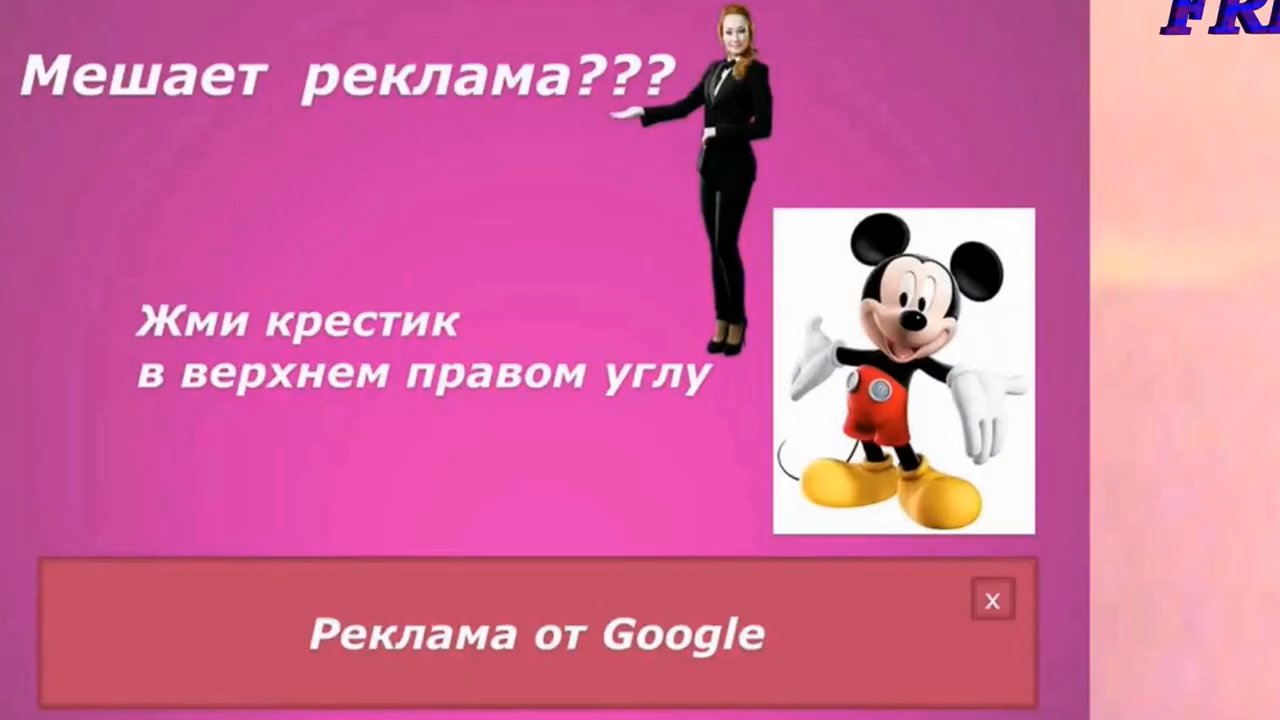 Мешает реклама???
Жми крестик
в верхнем правом углу
x
Реклама от Google